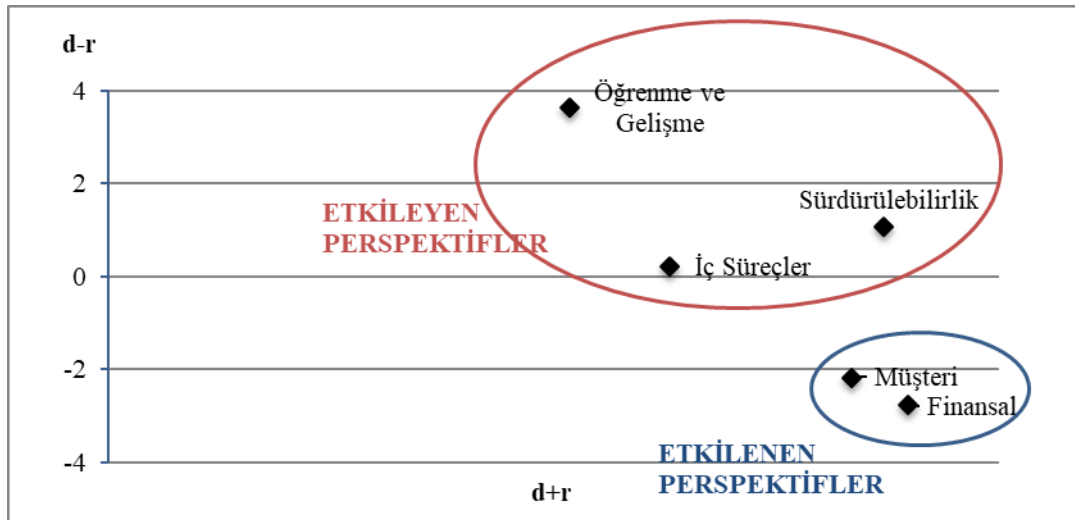 d-r
4
Öğrenme ve
Gelişme
2
Sürdürülebilirlik
ETKİLEYEN
PERSPEKTİFLER
İç Süreçler
0
-2
Müşteri
Finansal
-4
ETKİLENEN
PERSPEKTİFLER
d+r